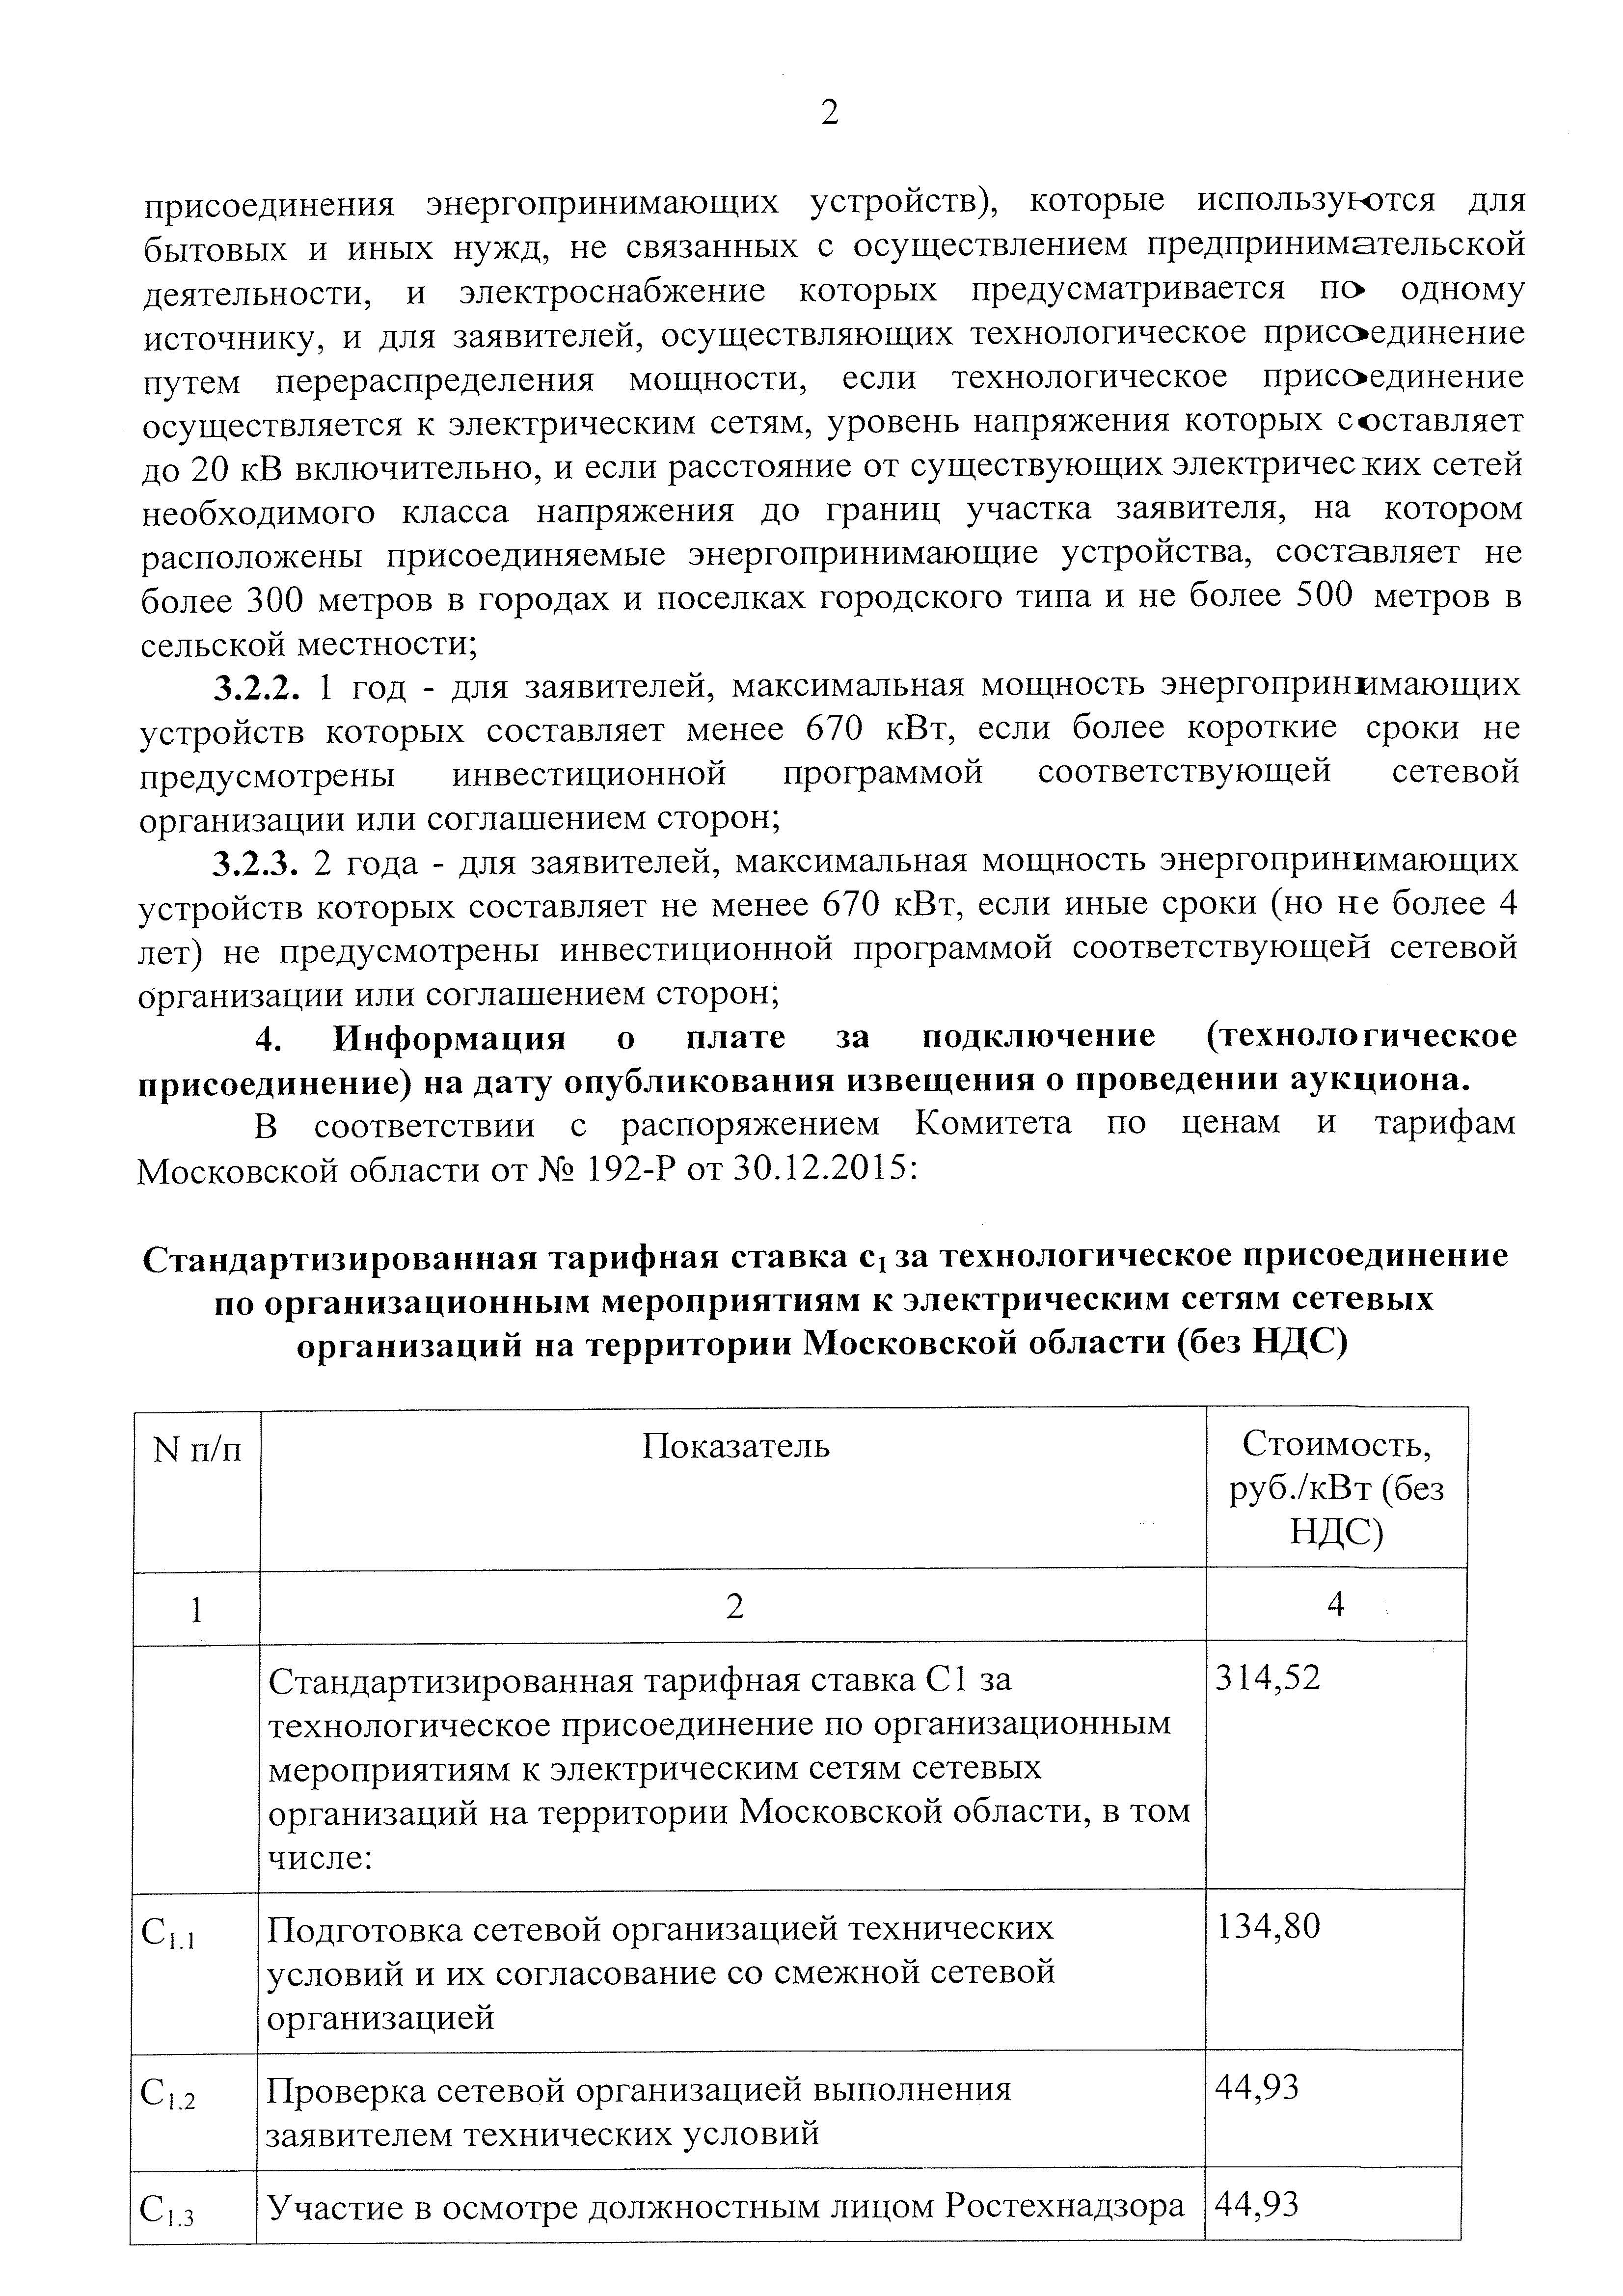 2
присоединения энергопринимающих устройств), которые используются для
бытовых и иных нужд, не связанных с осуществлением предпринимательской
деятельности, и электроснабжение которых предусматривается по одному
источнику, и для заявителей, осуществляющих технологическое присоединение
путем перераспределения мощности, если технологическое присоединение
осуществляется к электрическим сетям, уровень напряжения которых составляет
до 20 кВ включительно, и если расстояние от существующих электрических сетей
необходимого класса напряжения до границ участка заявителя, на котором
расположены присоединяемые энергопринимающие устройства, составляет не
более 300 метров в городах и поселках городского типа и не более 500 метров в
сельской местности;
3.2.2. 1 год - для заявителей, максимальная мощность энергопринимающих
устройств которых составляет менее 670 кВт, если более короткие сроки не
предусмотрены инвестиционной программой соответствующей сетевой
организации или соглашением сторон;
3.2.3. 2 года - для заявителей, максимальная мощность энергопринимающих
устройств которых составляет не менее 670 кВт, если иные сроки (но не более 4
лет) не предусмотрены инвестиционной программой соответствующей сетевой
организации или соглашением сторон;
4. Информация о плате за подключение (технологическое
присоединение) на дату опубликования извещения о проведении аукциона.
В соответствии с распоряжением Комитета по ценам и тарифам
Московской области от № 192-Р от 30.12.2015:
Стандартизированная тарифная ставка с1 за технологическое присоединение
по организационным мероприятиям к электрическим сетям сетевых
организаций на территории Московской области (без НДС)
N п/п Показатель Стоимость,
руб./кВт (без
НДС)
1 2 4
Стандартизированная тарифная ставка С1 за 314,52
технологическое присоединение по организационным
мероприятиям к электрическим сетям сетевых
организаций на территории Московской области, в том
числе:
С1.1 Подготовка сетевой организацией технических 134,80
условий и их согласование со смежной сетевой
организацией
С1.2 Проверка сетевой организацией выполнения 44,93
заявителем технических условий
С1.3 Участие в осмотре должностным лицом Ростехнадзора 44,93